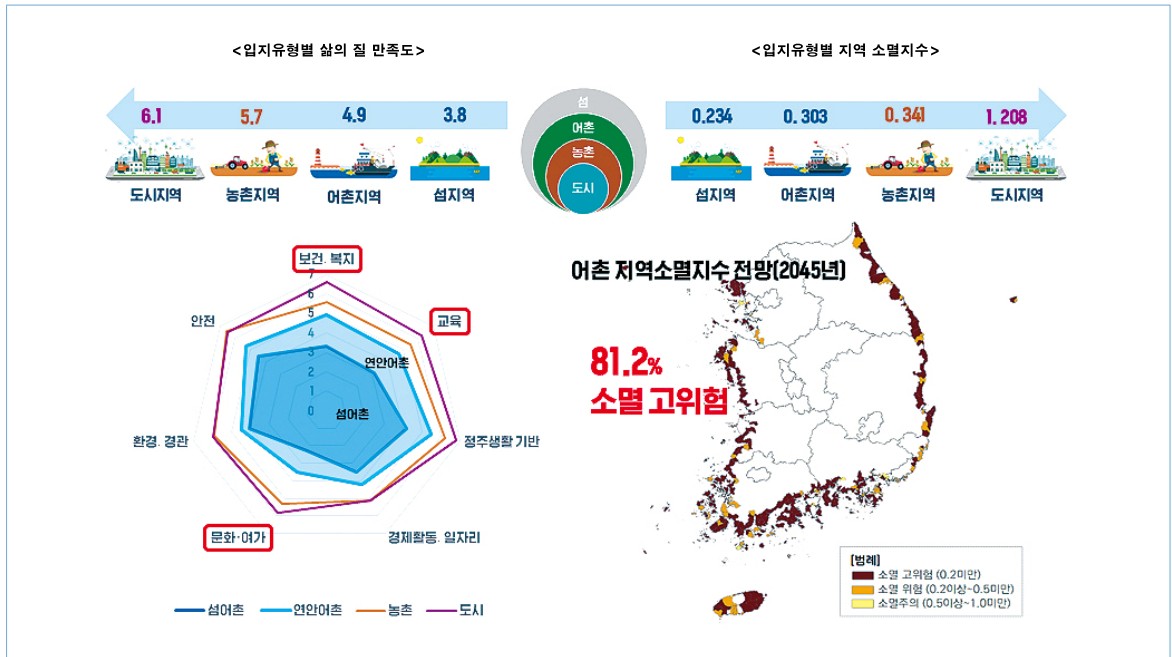 <입지유형별 삶의 질 만족도>
6.1 5.7 4.9 3.8
도시지역 농촌지역 어촌지역 섬지역
섬
어촌
농촌
도시
<입지유형별 지역 소멸지수>
0.234 0. 303 0. 341 1. 208
섬지역 어촌지역 농촌지역 도시지역
보건. 복지
7
6
5
4
3
2
1
0
안전
교육
연안어촌
섬어촌
환경. 경관
정주생활 기반
문화·여가
경제활동. 일자리
섬어촌 연안어촌 농촌 도시
어촌 지역소멸지수 전망(2045년)
81.2%
소멸 고위험
[범례]
소멸 고위험 (0.2미만)
소멸 위험 (0.2이상~0.5미만)
소멸주의 (0.5이상~1.0미만)